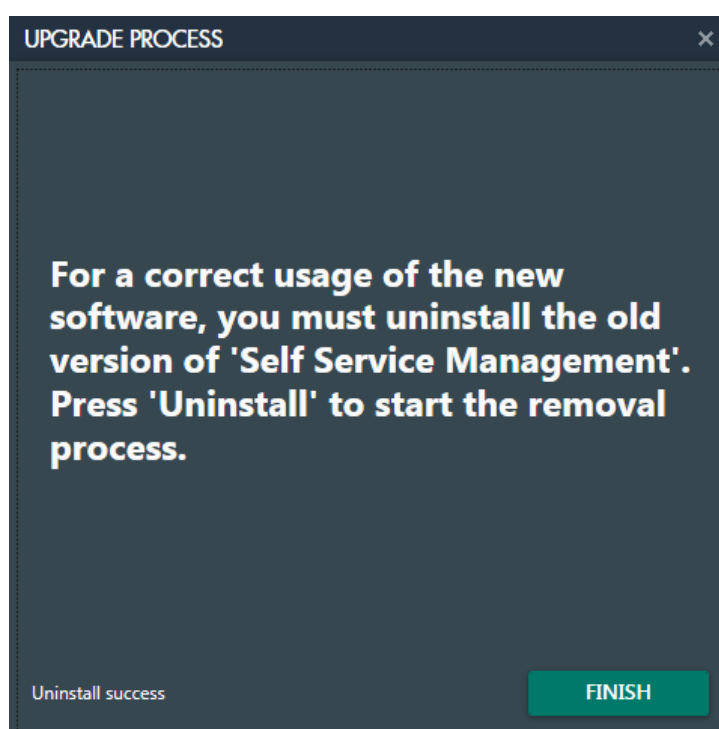 UPGRADE PROCESS
For a correct usage of the new
software, you must uninstall the old
version of 'Self Service Management'.
Press 'Uninstall' to start the removal
process.
Uninstall success
FINISH